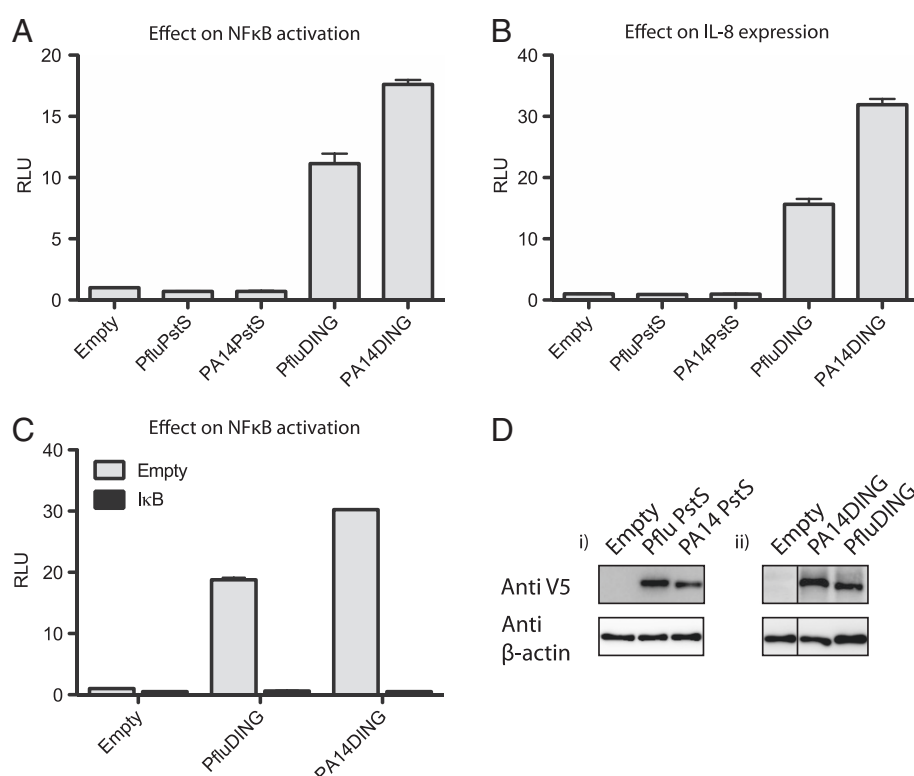 A
Effect on NFκB activation
RLU
20
15
10
5
0
Empty
PfluPstS
PA14PstS
PfluDING
PA14DING
B
Effect on IL-8 expression
RLU
40
30
20
10
0
Empty
PfluPstS
PA14PstS
PfluDING
PA14DING
C
Effect on NFκB activation
RLU
40
30
20
10
0
Empty
IκB
Empty
PfluDING
PA14DING
D
i)
Empty
Pflu PstS
PA14 PstS
ii)
Empty
PA14DING
PfluDING
Anti V5
Anti
β-actin